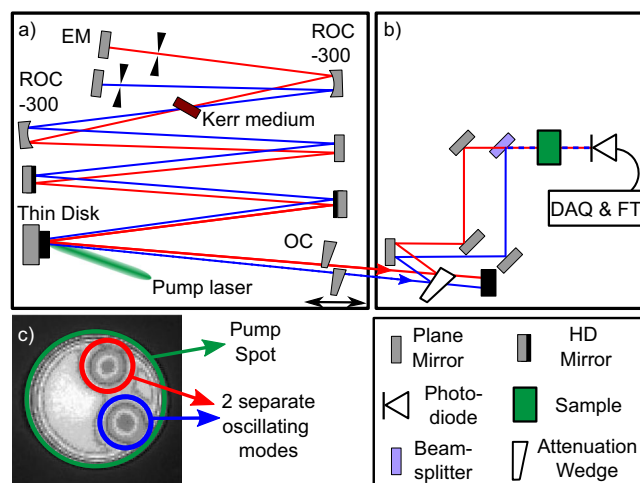 a)
EM
ROC
-300
ROC
-300
Kerr medium
Thin Disk
OC
Pump laser
b)
DAQ & FT
c)
Pump
Spot
2 separate
oscillating
modes
Plane
Mirror
HD
Mirror
Photo-
diode
Sample
Beam-
splitter
Attenuation
Wedge